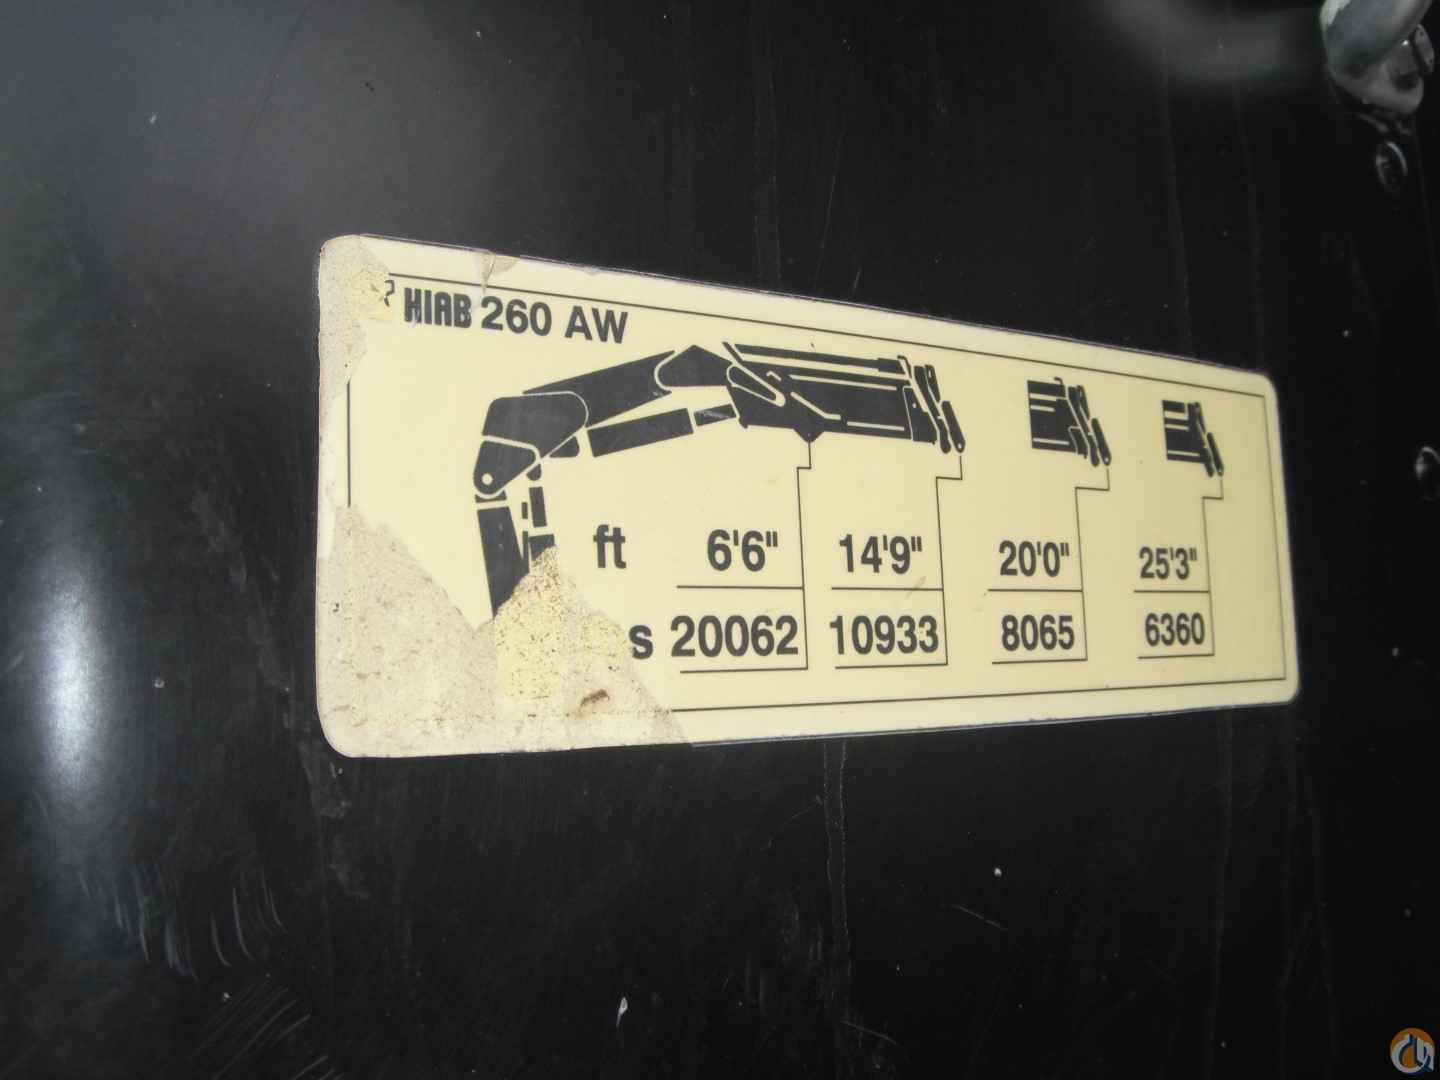 HIAB 260 AW
ft 6'6" 14'9" 20'0" 25'3"
s 20062 10933 8065 6360